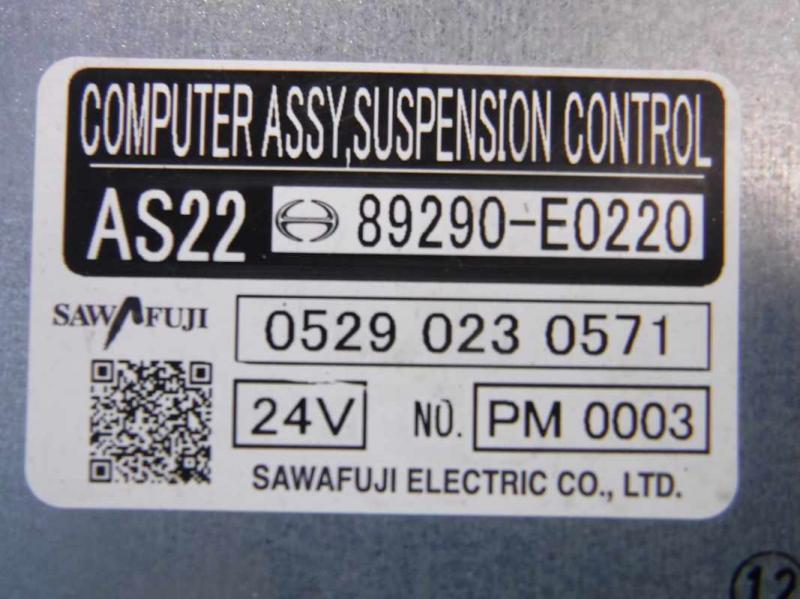 COMPUTER ASSY,SUSPENSION CONTROL
AS22 89290-E0220
SAWAFUJI 0529 023 0571
24V NO. PM 0003
SAWAFUJI ELECTRIC CO., LTD.
12